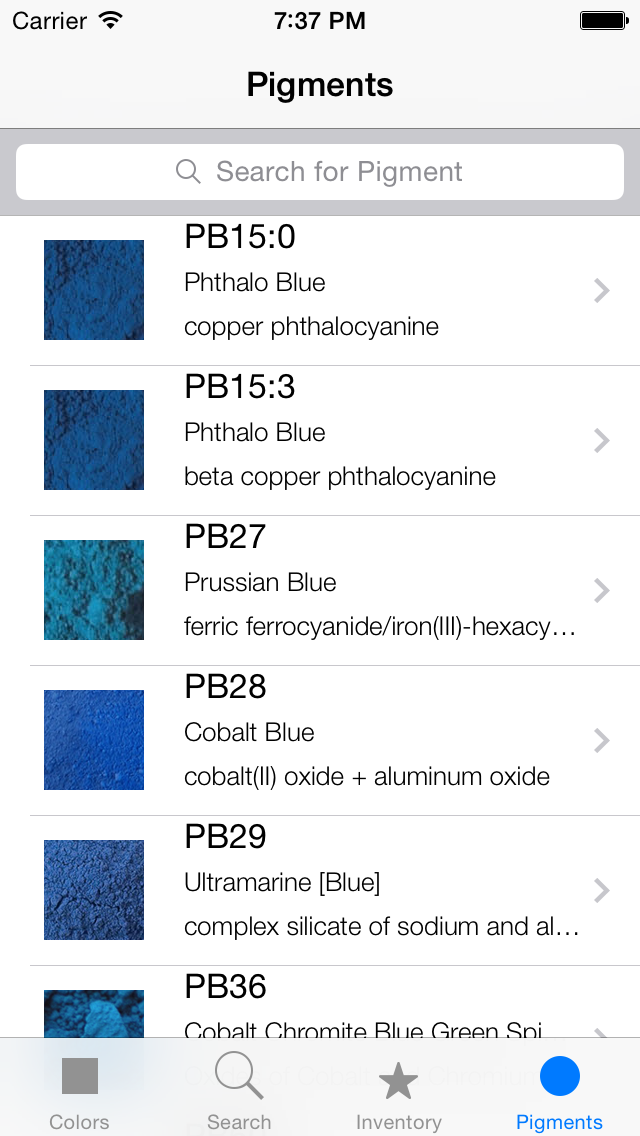 Carrier 7:37 PM
Pigments
Search for Pigment
PB15:0
Phthalo Blue
copper phthalocyanine
PB15:3
Phthalo Blue
beta copper phthalocyanine
PB27
Prussian Blue
ferric ferrocyanide/iron(III)-hexacy…
PB28
Cobalt Blue
cobalt(II) oxide + aluminum oxide
PB29
Ultramarine [Blue]
complex silicate of sodium and al…
PB36
Cobalt Chromite Blue Green Spi
Colors Search Inventory Pigments